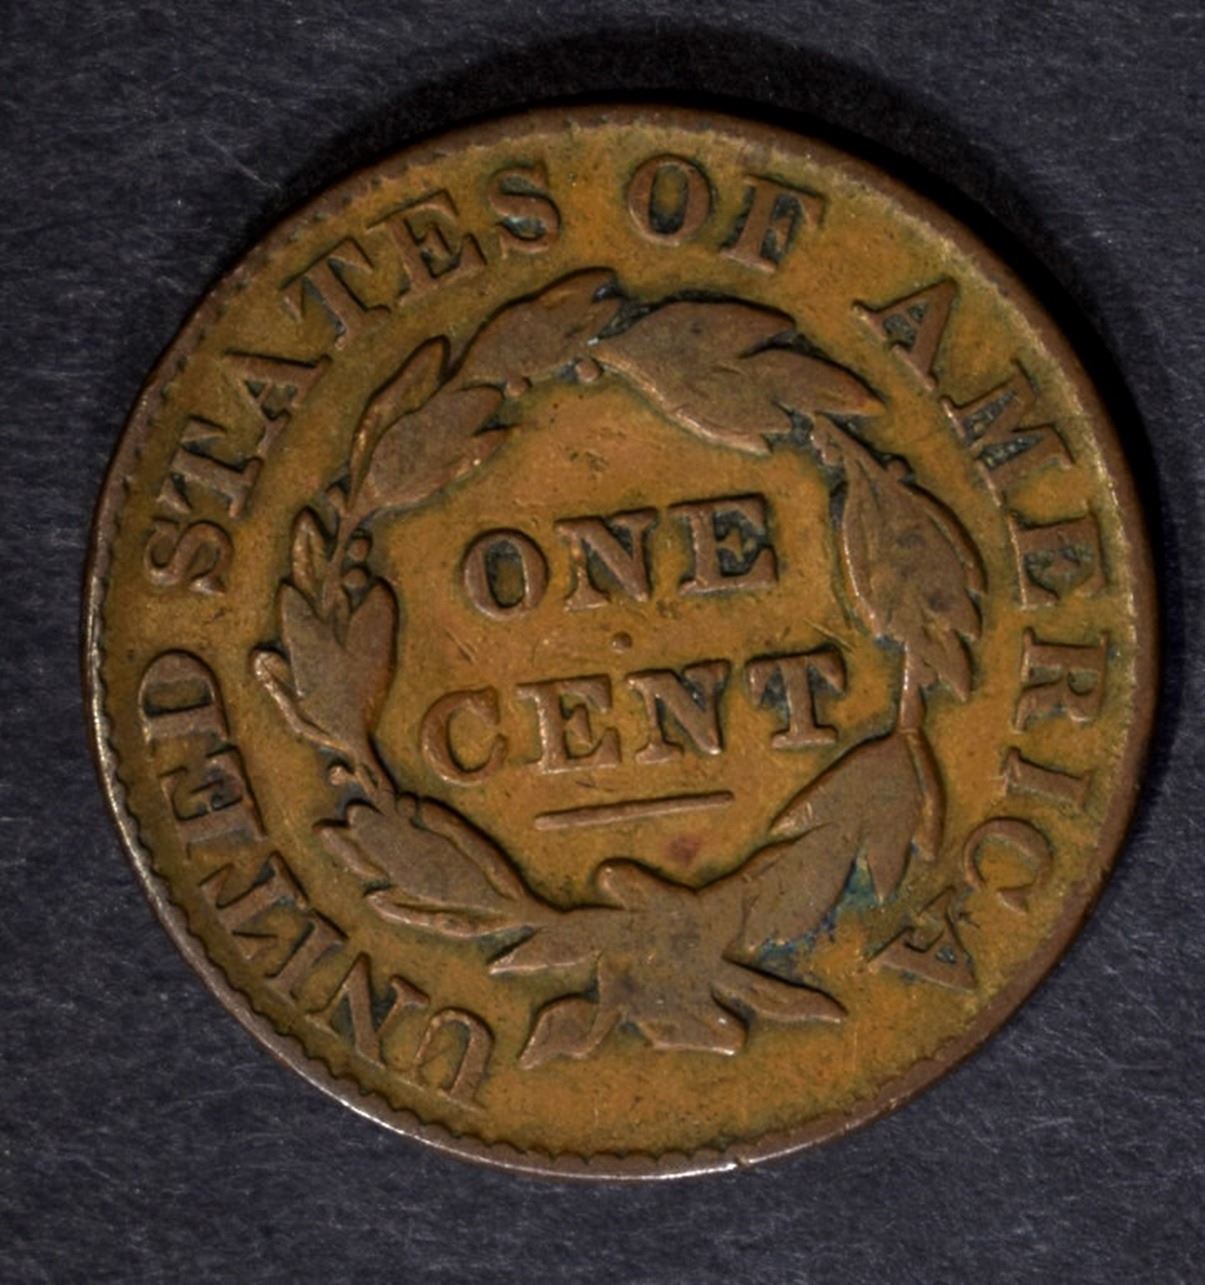 UNITED STATES OF AMERICA
ONE
CENT